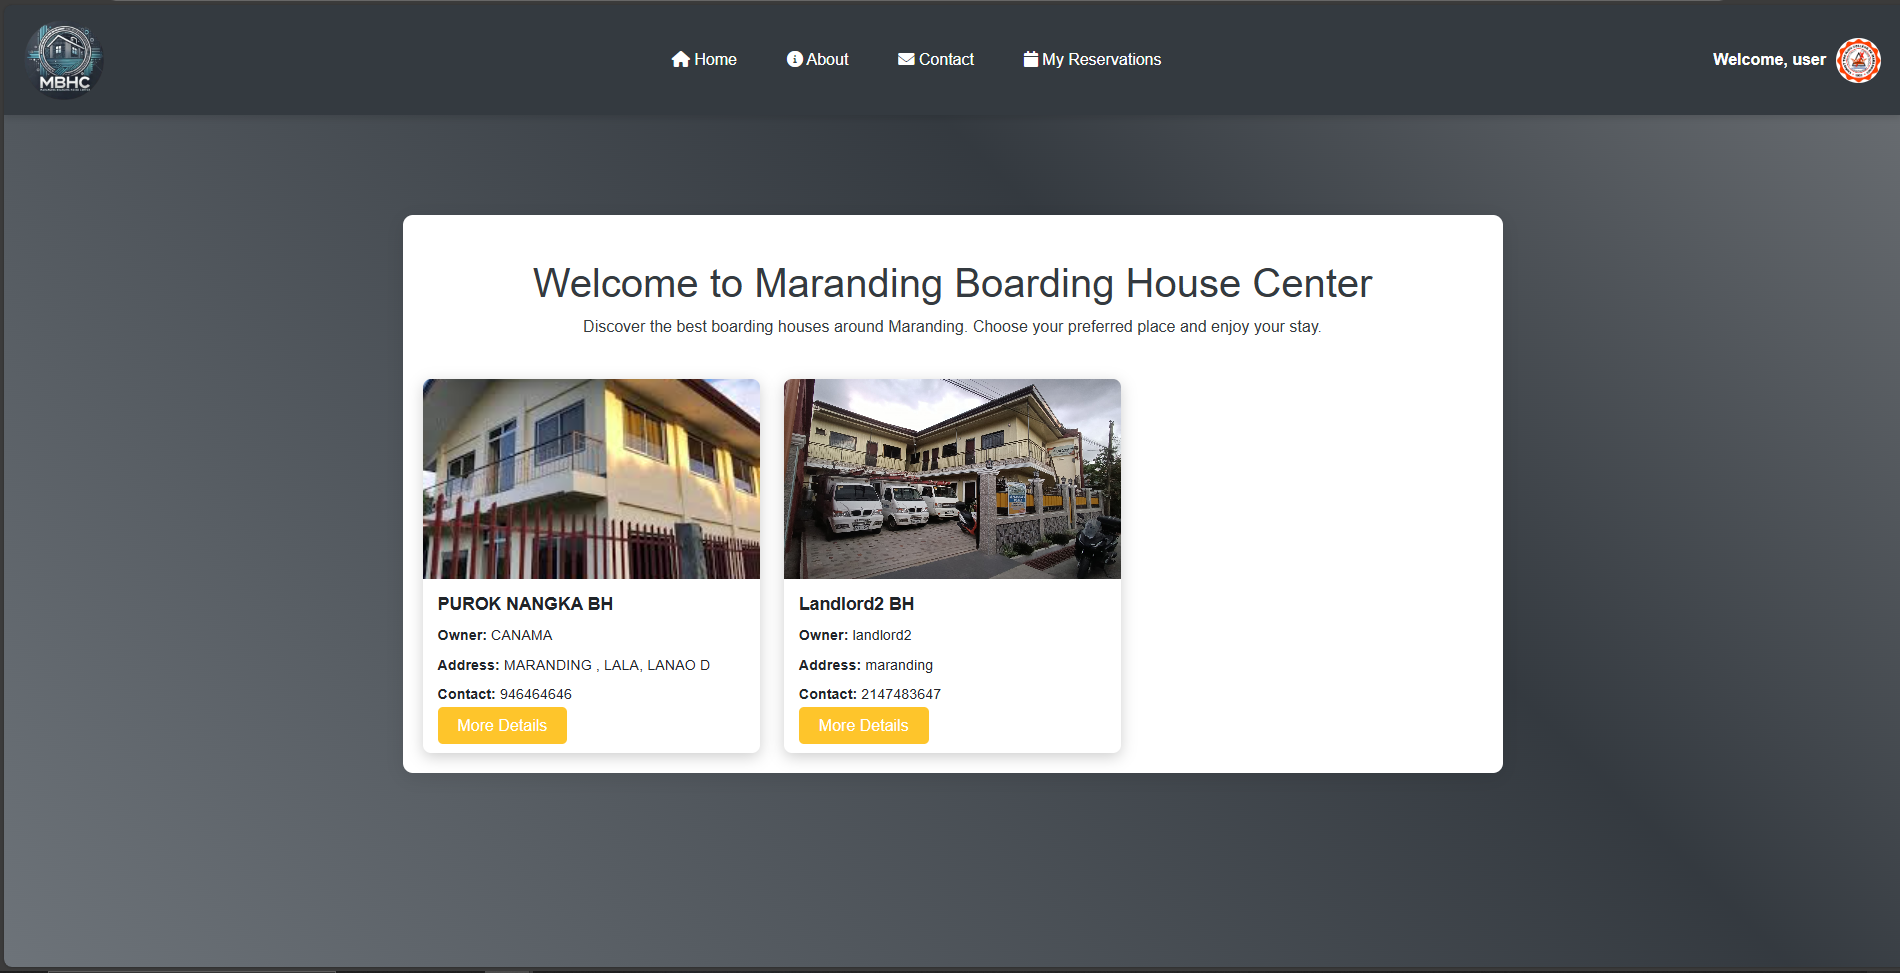 MBHC
Home
About
Contact
My Reservations
Welcome, user
Welcome to Maranding Boarding House Center
Discover the best boarding houses around Maranding. Choose your preferred place and enjoy your stay.
PUROK NANGKA BH
Owner: CANAMA
Address: MARANDING , LALA, LANAO D
Contact: 946464646
More Details
Landlord2 BH
Owner: landlord2
Address: maranding
Contact: 2147483647
More Details